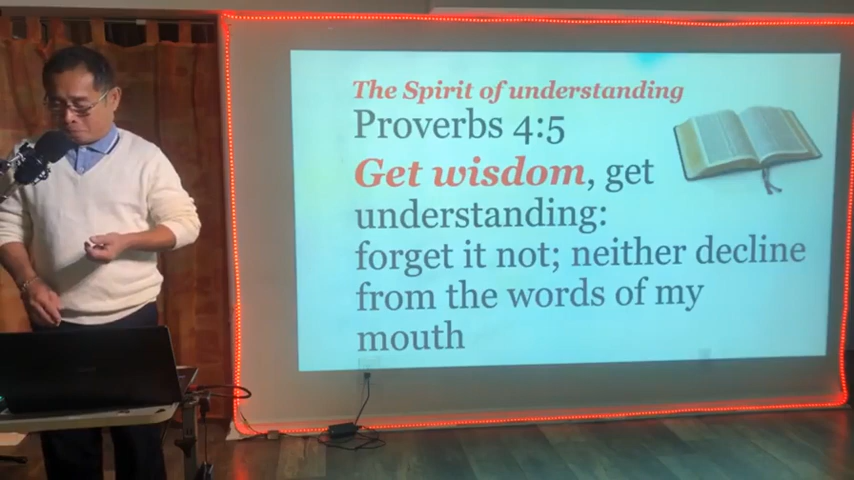 The Spirit of understanding
Proverbs 4:5
Get wisdom, get
understanding:
forget it not; neither decline
from the words of my
mouth